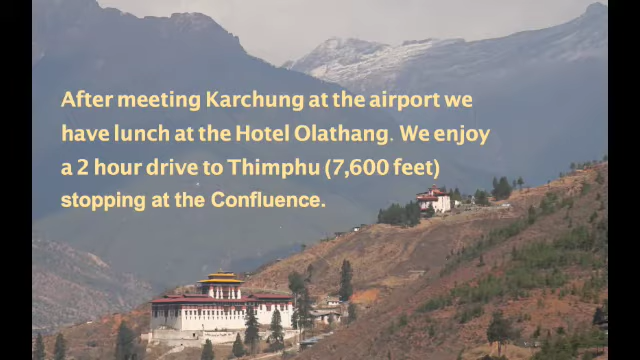 After meeting Karchung at the airport we
have lunch at the Hotel Olathang. We enjoy
a 2 hour drive to Thimphu (7,600 feet)
stopping at the Confluence.